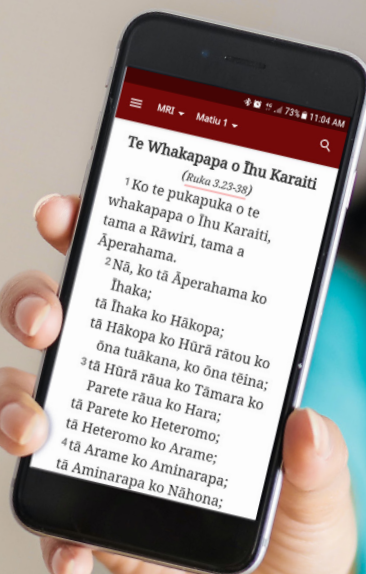 73% 11:04 AM
MRI Matiu 1
Te Whakapapa o Īhu Karaiti
(Ruka 3.23-38)
1 Ko te pukapuka o te
whakapapa o Īhu Karaiti,
tama a Rāwiri, tama a
Āperahama.
2 Nā, ko tā Āperahama ko
Īhaka;
tā Īhaka ko Hākopa;
tā Hākopa ko Hūrā rātou ko
ōna tuākana, ko ōna tēina;
3 tā Hūrā rāua ko Tāmara ko
Parete rāua ko Hara;
tā Parete ko Heteromo;
tā Heteromo ko Arame;
4 tā Arame ko Aminarapa;
tā Aminarapa ko Nāhona;